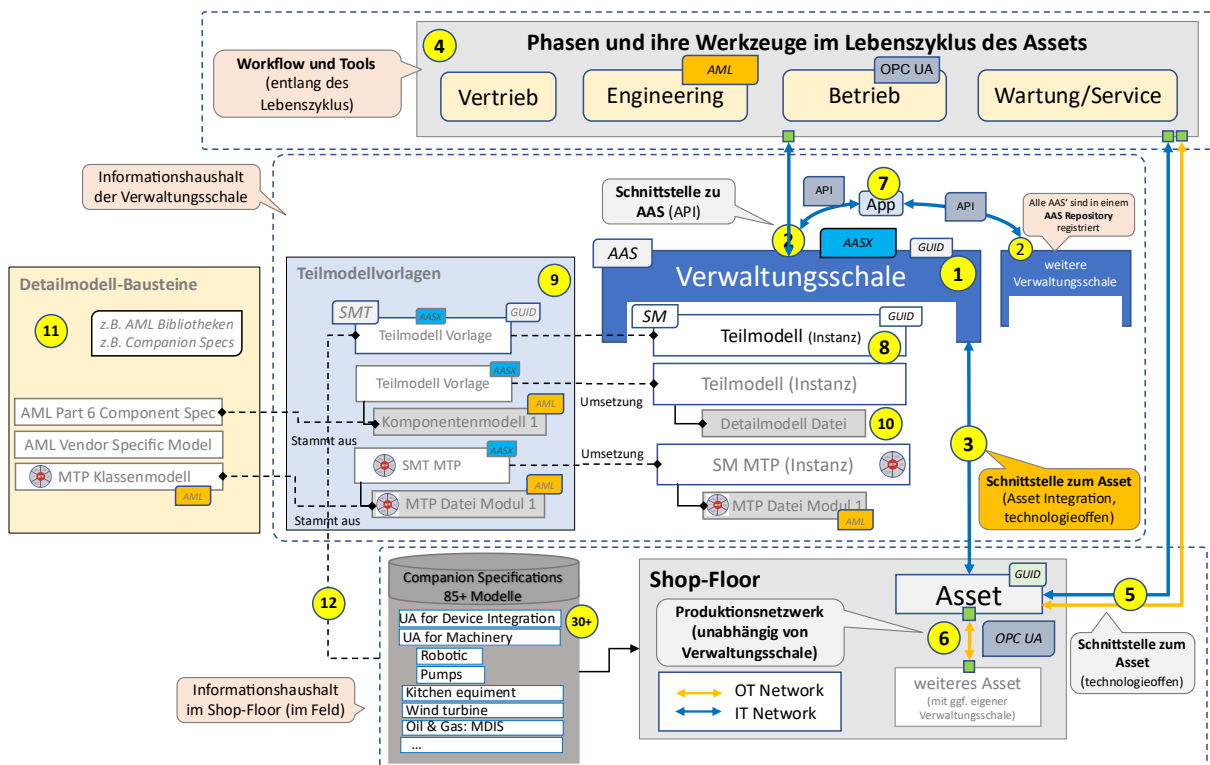 4
Phasen und ihre Werkzeuge im Lebenszyklus des Assets
Workflow und Tools
(entlang des
Lebenszyklus)
Vertrieb
AML
Engineering
OPC UA
Betrieb
Wartung/Service
Informationshaushalt
der Verwaltungsschale
Schnittstelle zu
AAS (API)
API
7
App
API
Alle AAS' sind in einem
AAS Repository
registriert
2
2
AAS
AASX
GUID
Verwaltungsschale
1
weitere
Verwaltungsschale
Detailmodell-Bausteine
11
z.B. AML Bibliotheken
z.B. Companion Specs
AML Part 6 Component Spec
AML Vendor Specific Model
MTP Klassenmodell
AML
Teilmodellvorlagen
9
SMT
AASX
GUID
Teilmodell Vorlage
AASX
Teilmodell Vorlage
AML
Komponentenmodell 1
Stammt aus
AASX
SMT MTP
AML
MTP Datei Modul 1
Stammt aus
SM
GUID
Teilmodell (Instanz)
8
Teilmodell (Instanz)
Umsetzung
Detailmodell Datei
10
Umsetzung
SM MTP (Instanz)
MTP Datei Modul 1
AML
3
Schnittstelle zum Asset
(Asset Integration,
technologieoffen)
12
Informationshaushalt
im Shop-Floor (im Feld)
Companion Specifications
85+ Modelle
30+
UA for Device Integration
UA for Machinery
Robotic
Pumps
Kitchen equiment
Wind turbine
Oil & Gas: MDIS
...
Shop-Floor
Produktionsnetzwerk
(unabhängig von
Verwaltungsschale)
GUID
Asset
5
6
OPC UA
Schnittstelle zum
Asset
(technologieoffen)
OT Network
IT Network
weiteres Asset
(mit ggf. eigener
Verwaltungsschale)